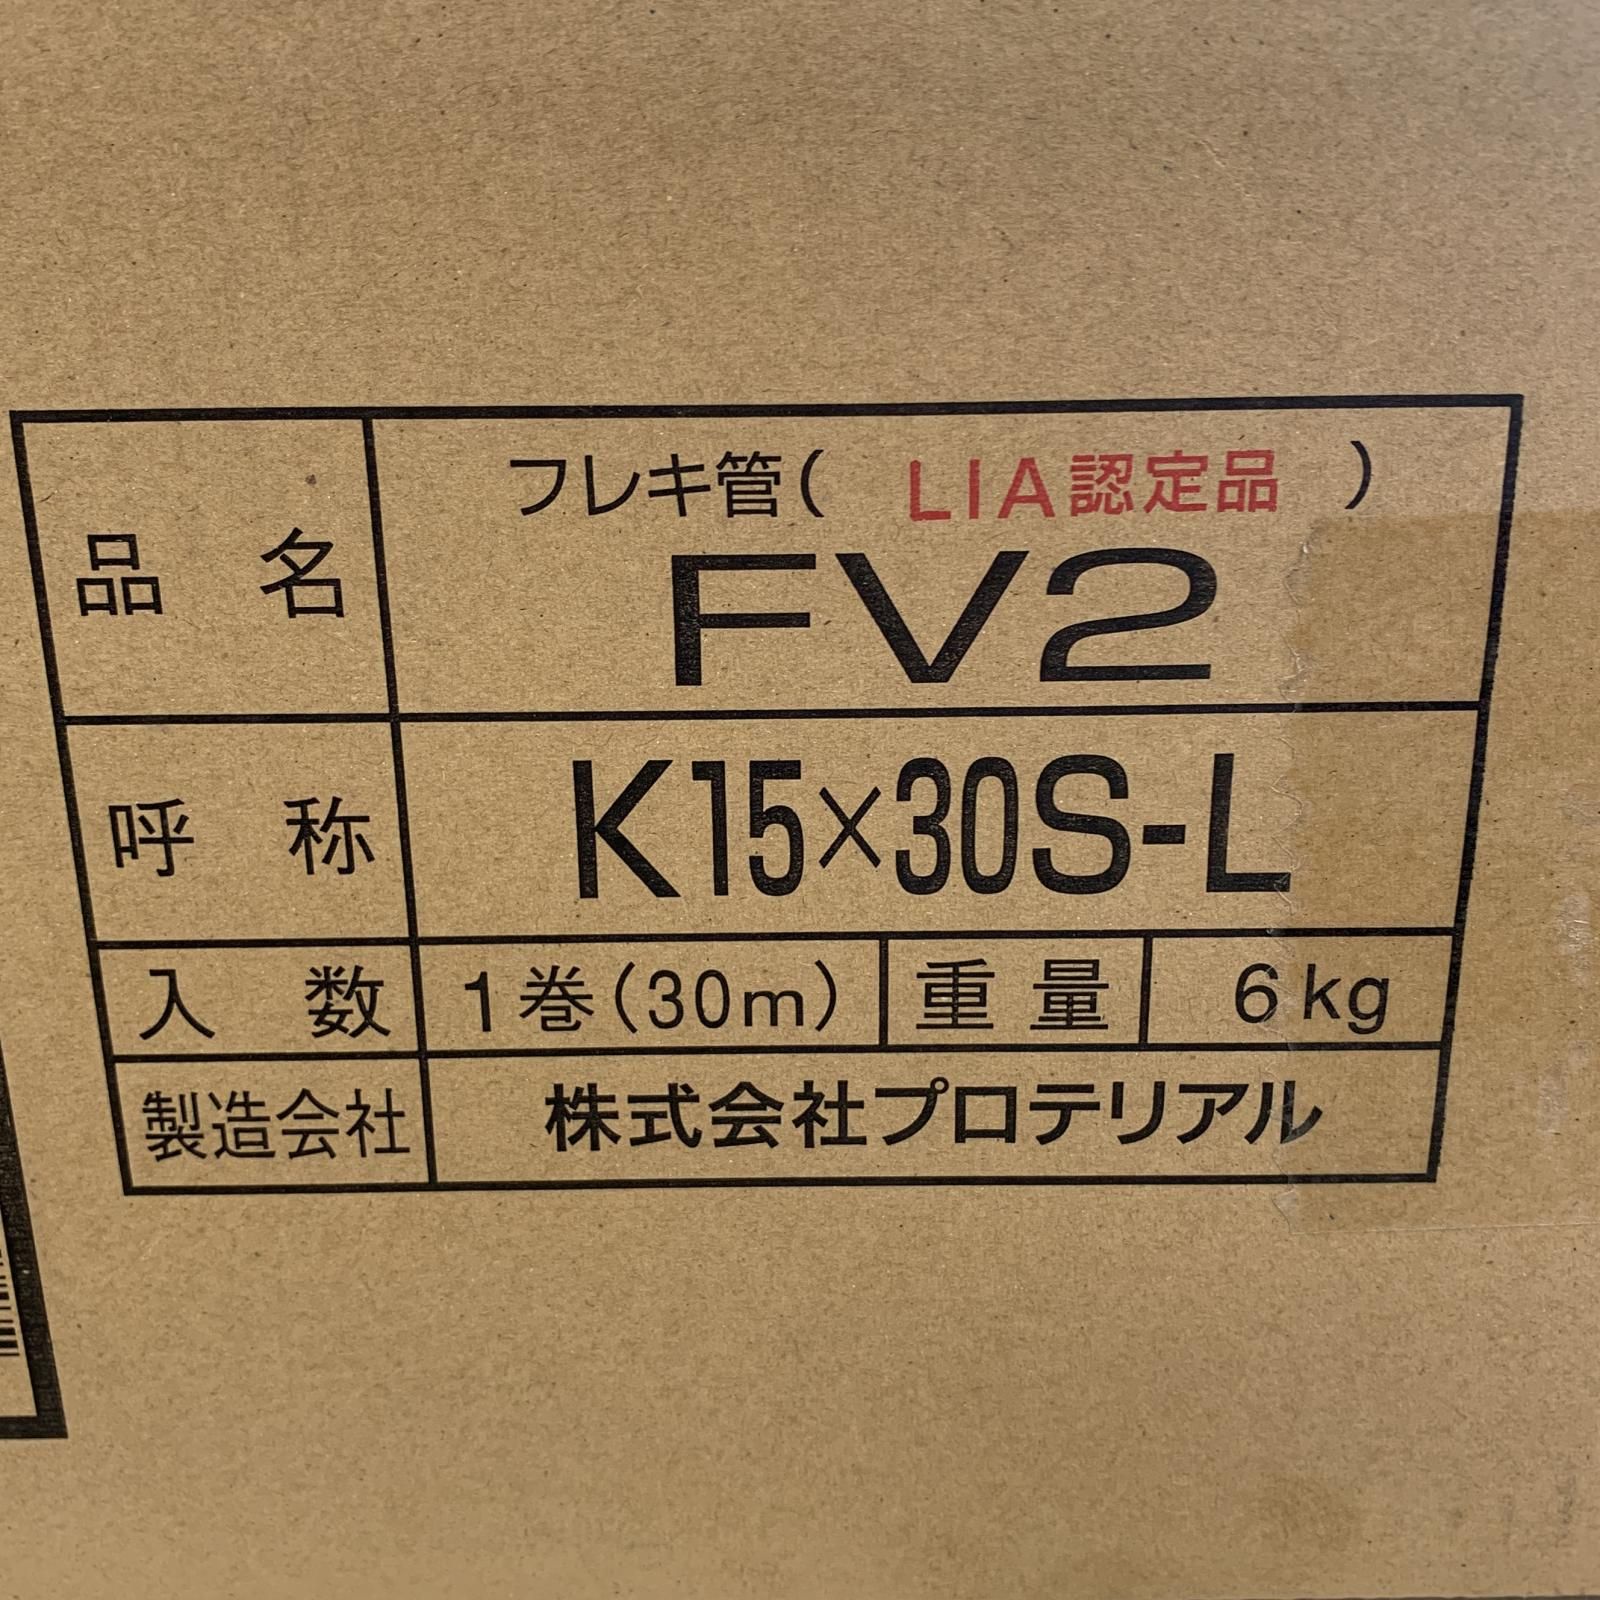 品名 フレキ管( LIA認定品 )
FV2
呼称 K15×30S-L
入数 1巻(30m) 重量 6kg
製造会社 株式会社プロテリアル